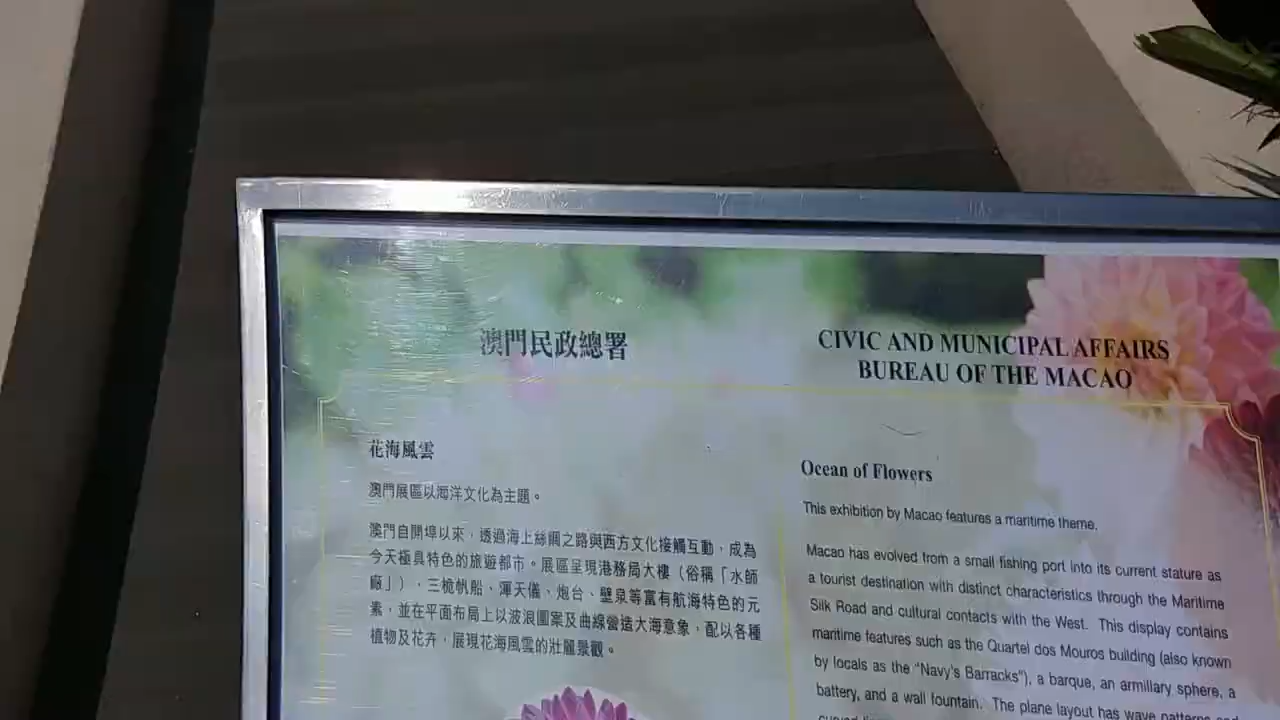 澳門民政總署
CIVIC AND MUNICIPAL AFFAIRS
BUREAU OF THE MACAO
花海風雲
澳門展區以海洋文化為主題。
澳門自開埠以來，透過海上絲綢之路與西方文化接觸互動，成為
今天極具特色的旅遊都市。展區呈現港務局大樓（俗稱「水師
廠」），三桅帆船、渾天儀、炮台、壁泉等富有航海特色的元
素，並在平面布局上以波浪圖案及曲線營造大海意象，配以各種
植物及花卉，展現花海風雲的壯麗景觀。
Ocean of Flowers
This exhibition by Macao features a maritime theme.
Macao has evolved from a small fishing port into its current stature as
a tourist destination with distinct characteristics through the Maritime
Silk Road and cultural contacts with the West. This display contains
maritime features such as the Quartel dos Mouros building (also known
by locals as the "Navy's Barracks"), a barque, an armillary sphere, a
battery, and a wall fountain. The plane layout has wave patterns and